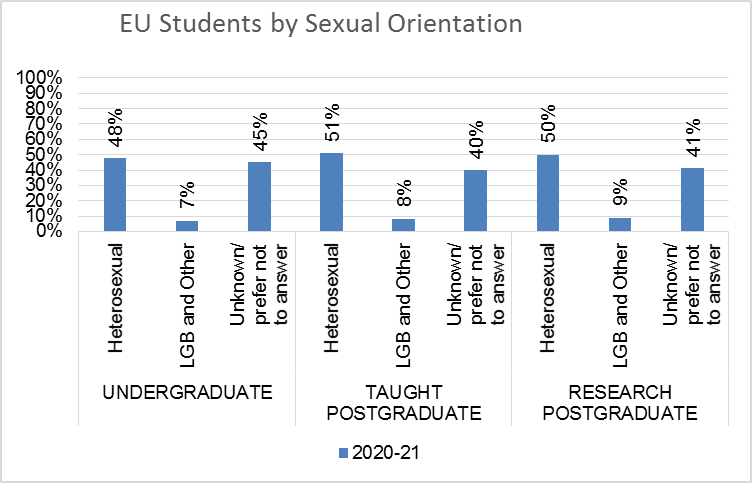 EU Students by Sexual Orientation
100%
90%
80%
70%
60%
50%
40%
30%
20%
10%
0%
48%
7%
45%
51%
8%
40%
50%
9%
41%
Heterosexual
LGB and Other
Unknown/
prefer not
to answer
Heterosexual
LGB and Other
Unknown/
prefer not
to answer
Heterosexual
LGB and Other
Unknown/
prefer not
to answer
UNDERGRADUATE
TAUGHT
POSTGRADUATE
RESEARCH
POSTGRADUATE
2020-21